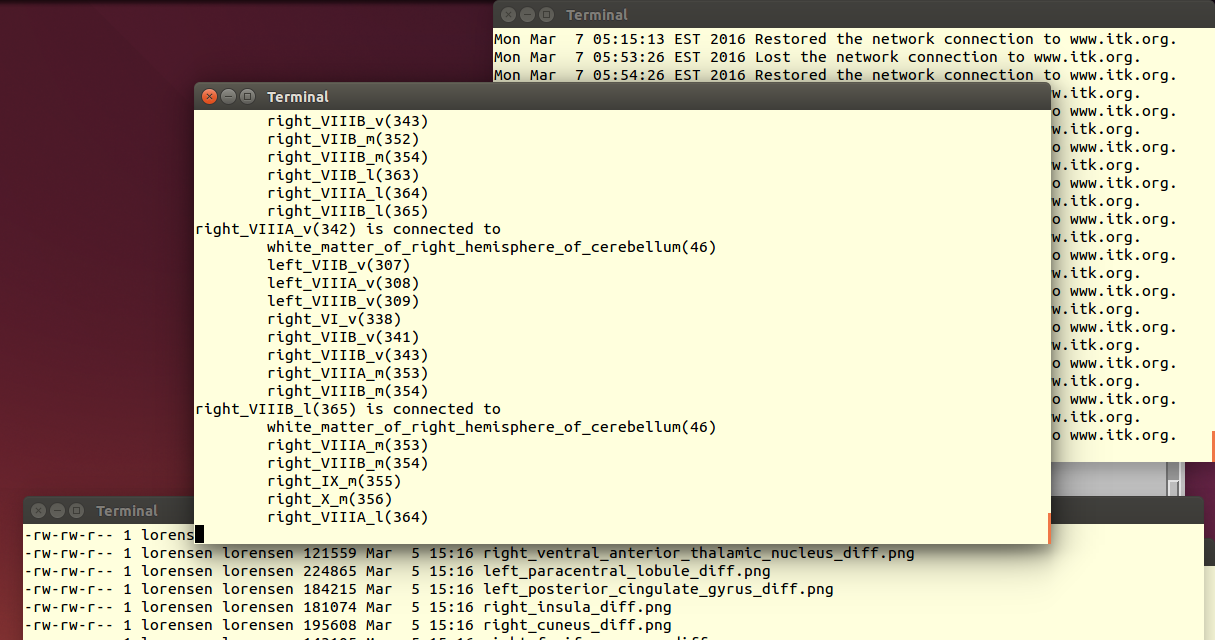 Terminal
Mon Mar  7 05:15:13 EST 2016 Restored the network connection to www.itk.org.
Mon Mar  7 05:53:26 EST 2016 Lost the network connection to www.itk.org.
Mon Mar  7 05:54:26 EST 2016 Restored the network connection to www.itk.org.
w.itk.org.
o www.itk.org.
w.itk.org.
o www.itk.org.
w.itk.org.
o www.itk.org.
w.itk.org.
o www.itk.org.
w.itk.org.
o www.itk.org.
w.itk.org.
o www.itk.org.
w.itk.org.
o www.itk.org.
w.itk.org.
o www.itk.org.
w.itk.org.
o www.itk.org.
w.itk.org.
o www.itk.org.
Terminal
right_VIIIB_v(343)
right_VIIB_m(352)
right_VIIIB_m(354)
right_VIIB_l(363)
right_VIIIA_l(364)
right_VIIIB_l(365)
right_VIIIA_v(342) is connected to
white_matter_of_right_hemisphere_of_cerebellum(46)
left_VIIB_v(307)
left_VIIIA_v(308)
left_VIIIB_v(309)
right_VI_v(338)
right_VIIB_v(341)
right_VIIIB_v(343)
right_VIIIA_m(353)
right_VIIIB_m(354)
right_VIIIB_l(365) is connected to
white_matter_of_right_hemisphere_of_cerebellum(46)
right_VIIIA_m(353)
right_VIIIB_m(354)
right_IX_m(355)
right_X_m(356)
right_VIIIA_l(364)
Terminal
-rw-rw-r-- 1 lorens
-rw-rw-r-- 1 lorensen lorensen 121559 Mar  5 15:16 right_ventral_anterior_thalamic_nucleus_diff.png
-rw-rw-r-- 1 lorensen lorensen 224865 Mar  5 15:16 left_paracentral_lobule_diff.png
-rw-rw-r-- 1 lorensen lorensen 184215 Mar  5 15:16 left_posterior_cingulate_gyrus_diff.png
-rw-rw-r-- 1 lorensen lorensen 181074 Mar  5 15:16 right_insula_diff.png
-rw-rw-r-- 1 lorensen lorensen 195608 Mar  5 15:16 right_cuneus_diff.png
-rw-rw-r-- 1 lorensen lorensen